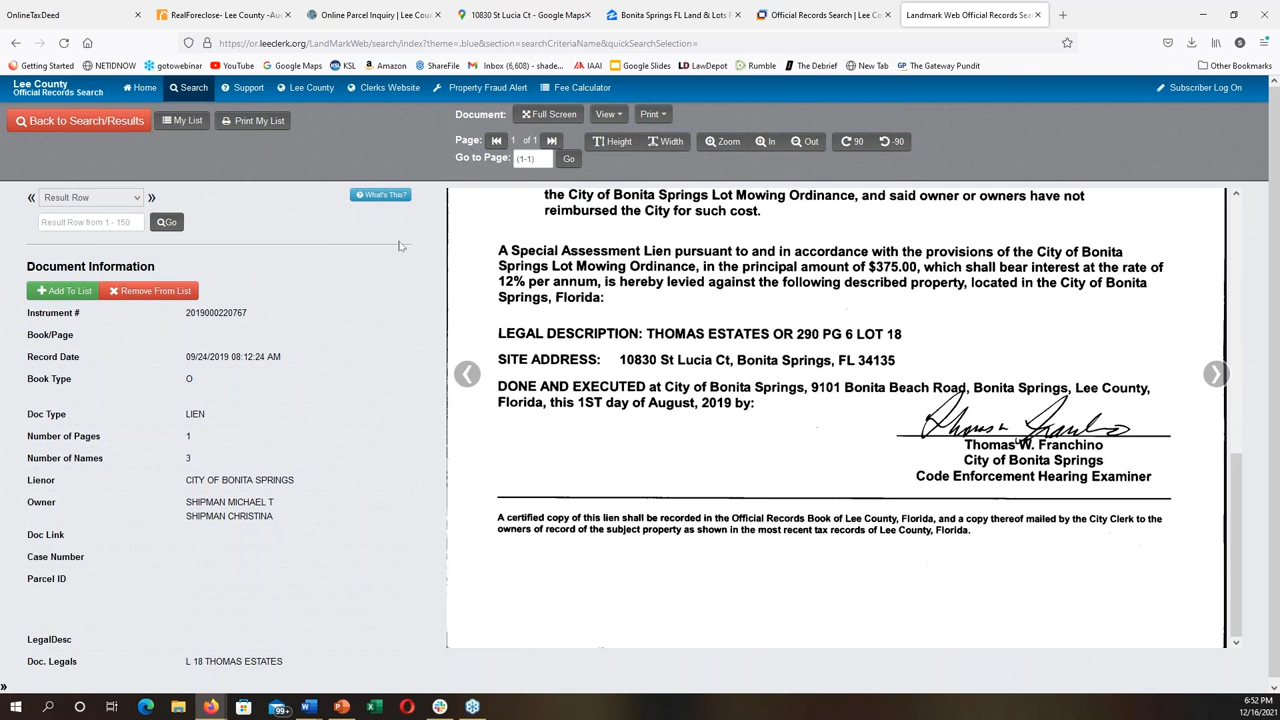 OnlineTaxDeed
RealForeclose- Lee County -Au
Online Parcel Inquiry | Lee Coun
10830 St Lucia Ct - Google Maps
Bonita Springs FL Land & Lots F
Official Records Search | Lee Co
Landmark Web Official Records Sea
https://or.leeclerk.org/LandMarkWeb/search/index?theme=.blue&section=searchCriteriaName&quickSearchSelection=
Getting Started
NETIDNOW
gotowebinar
YouTube
Google Maps
KSL
Amazon
ShareFile
Inbox (6,608) - shade...
IAAI
Google Slides
LD LawDepot
Rumble
The Debrief
New Tab
GP The Gateway Pundit
Other Bookmarks
Lee County
Official Records Search
Home
Search
Support
Lee County
Clerks Website
Property Fraud Alert
Fee Calculator
Subscriber Log On
Back to Search/Results
My List
Print My List
Document:
Full Screen
View
Print
Page:
1 of 1
Height
Width
Zoom
In
Out
90
-90
Go to Page:
(1-1)
Go
« Result Row »
What's This?
Result Row from 1 - 150
Go
Document Information
Add To List
Remove From List
Instrument # 2019000220767
Book/Page
Record Date 09/24/2019 08:12:24 AM
Book Type O
Doc Type LIEN
Number of Pages 1
Number of Names 3
Lienor CITY OF BONITA SPRINGS
Owner SHIPMAN MICHAEL T
SHIPMAN CHRISTINA
Doc Link
Case Number
Parcel ID
LegalDesc
Doc. Legals L 18 THOMAS ESTATES
»
the City of Bonita Springs Lot Mowing Ordinance, and said owner or owners have not
reimbursed the City for such cost.
A Special Assessment Lien pursuant to and in accordance with the provisions of the City of Bonita
Springs Lot Mowing Ordinance, in the principal amount of $375.00, which shall bear interest at the rate of
12% per annum, is hereby levied against the following described property, located in the City of Bonita
Springs, Florida:
LEGAL DESCRIPTION: THOMAS ESTATES OR 290 PG 6 LOT 18
SITE ADDRESS: 10830 St Lucia Ct, Bonita Springs, FL 34135
DONE AND EXECUTED at City of Bonita Springs, 9101 Bonita Beach Road, Bonita Springs, Lee County,
Florida, this 1ST day of August, 2019 by:
Thomas W. Franchino
City of Bonita Springs
Code Enforcement Hearing Examiner
A certified copy of this lien shall be recorded in the Official Records Book of Lee County, Florida, and a copy thereof mailed by the City Clerk to the
owners of record of the subject property as shown in the most recent tax records of Lee County, Florida.
99+
6:52 PM
12/16/2021